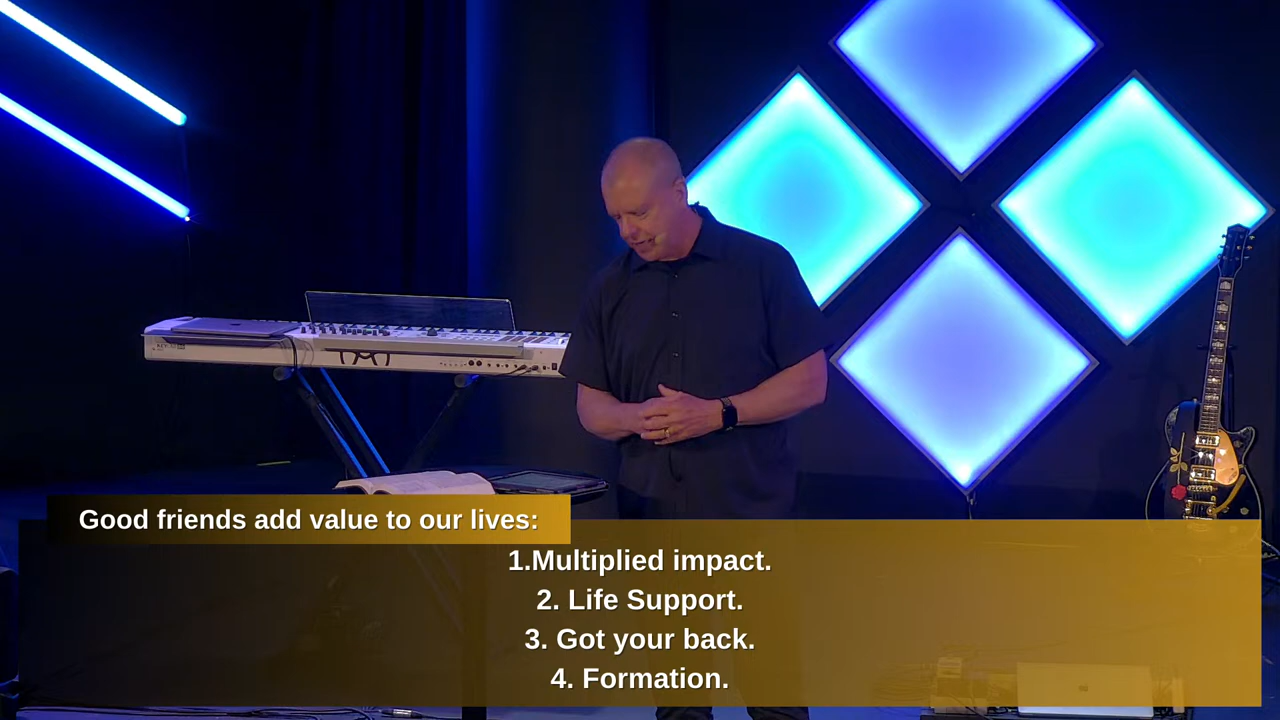 Good friends add value to our lives:
1.Multiplied impact.
2. Life Support.
3. Got your back.
4. Formation.